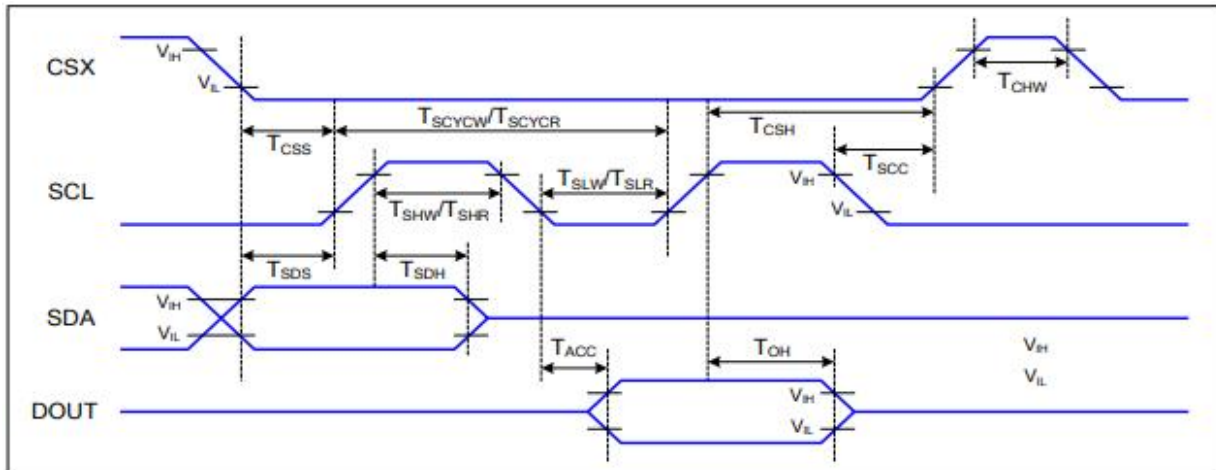 CSX
VIH
VIL
TCHW
TSCYCW/TSCYCR
TCSH
TCSS
TSCC
SCL
TSLW/TSLR
VIH
TSHW/TSHR
VIL
TSDS
TSDH
SDA
VIH
VIL
TACC
TOH
VIH
VIL
DOUT
VIH
VIL